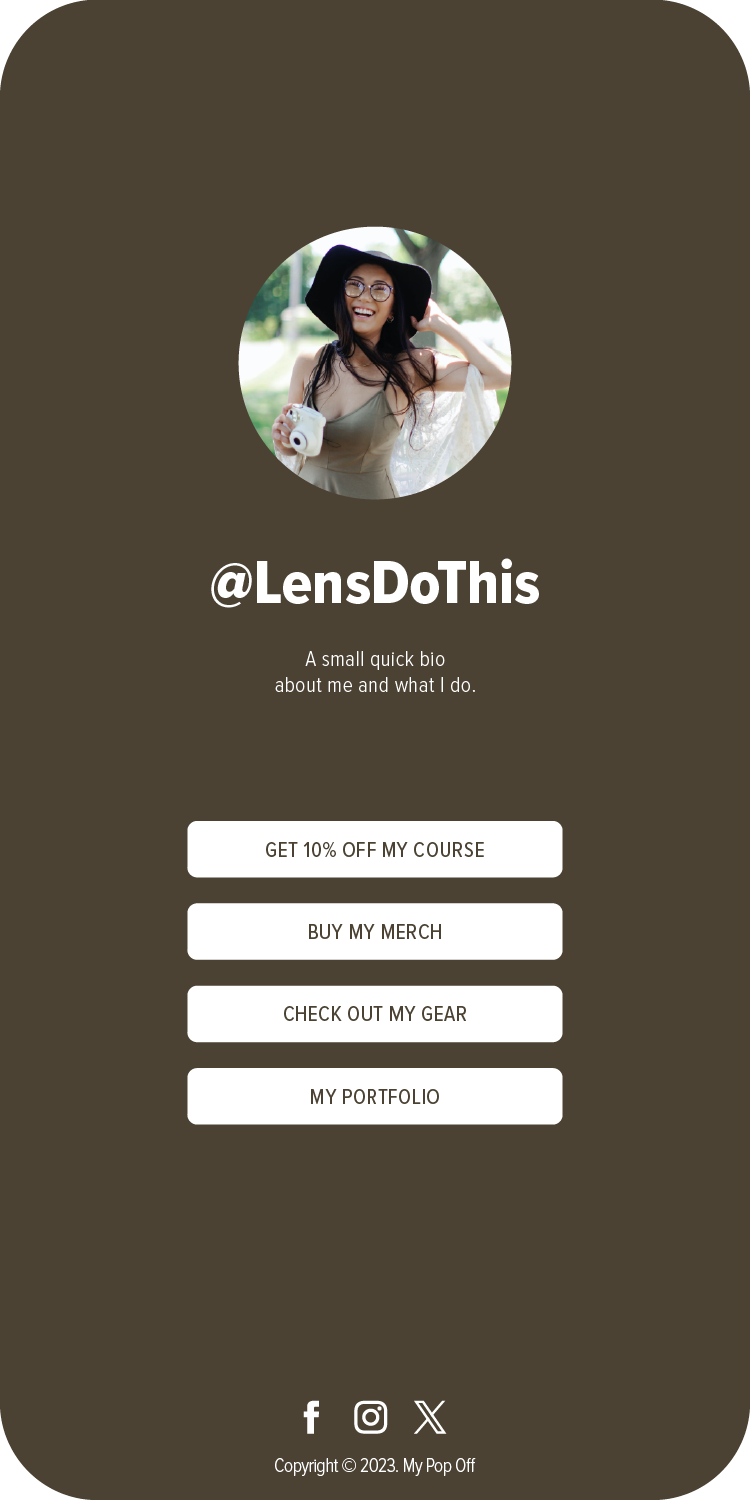 @LensDoThis
A small quick bio
about me and what I do.
GET 10% OFF MY COURSE
BUY MY MERCH
CHECK OUT MY GEAR
MY PORTFOLIO
Copyright © 2023. My Pop Off